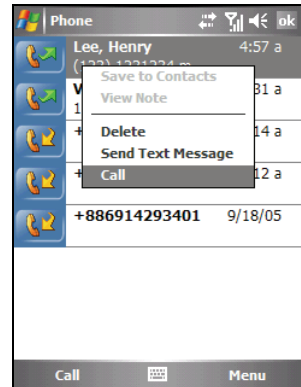 Phone ok
Lee, Henry 4:57 a
Save to Contacts
View Note
31 a
Delete
14 a
Send Text Message
Call
12 a
+886914293401 9/18/05
Call Menu